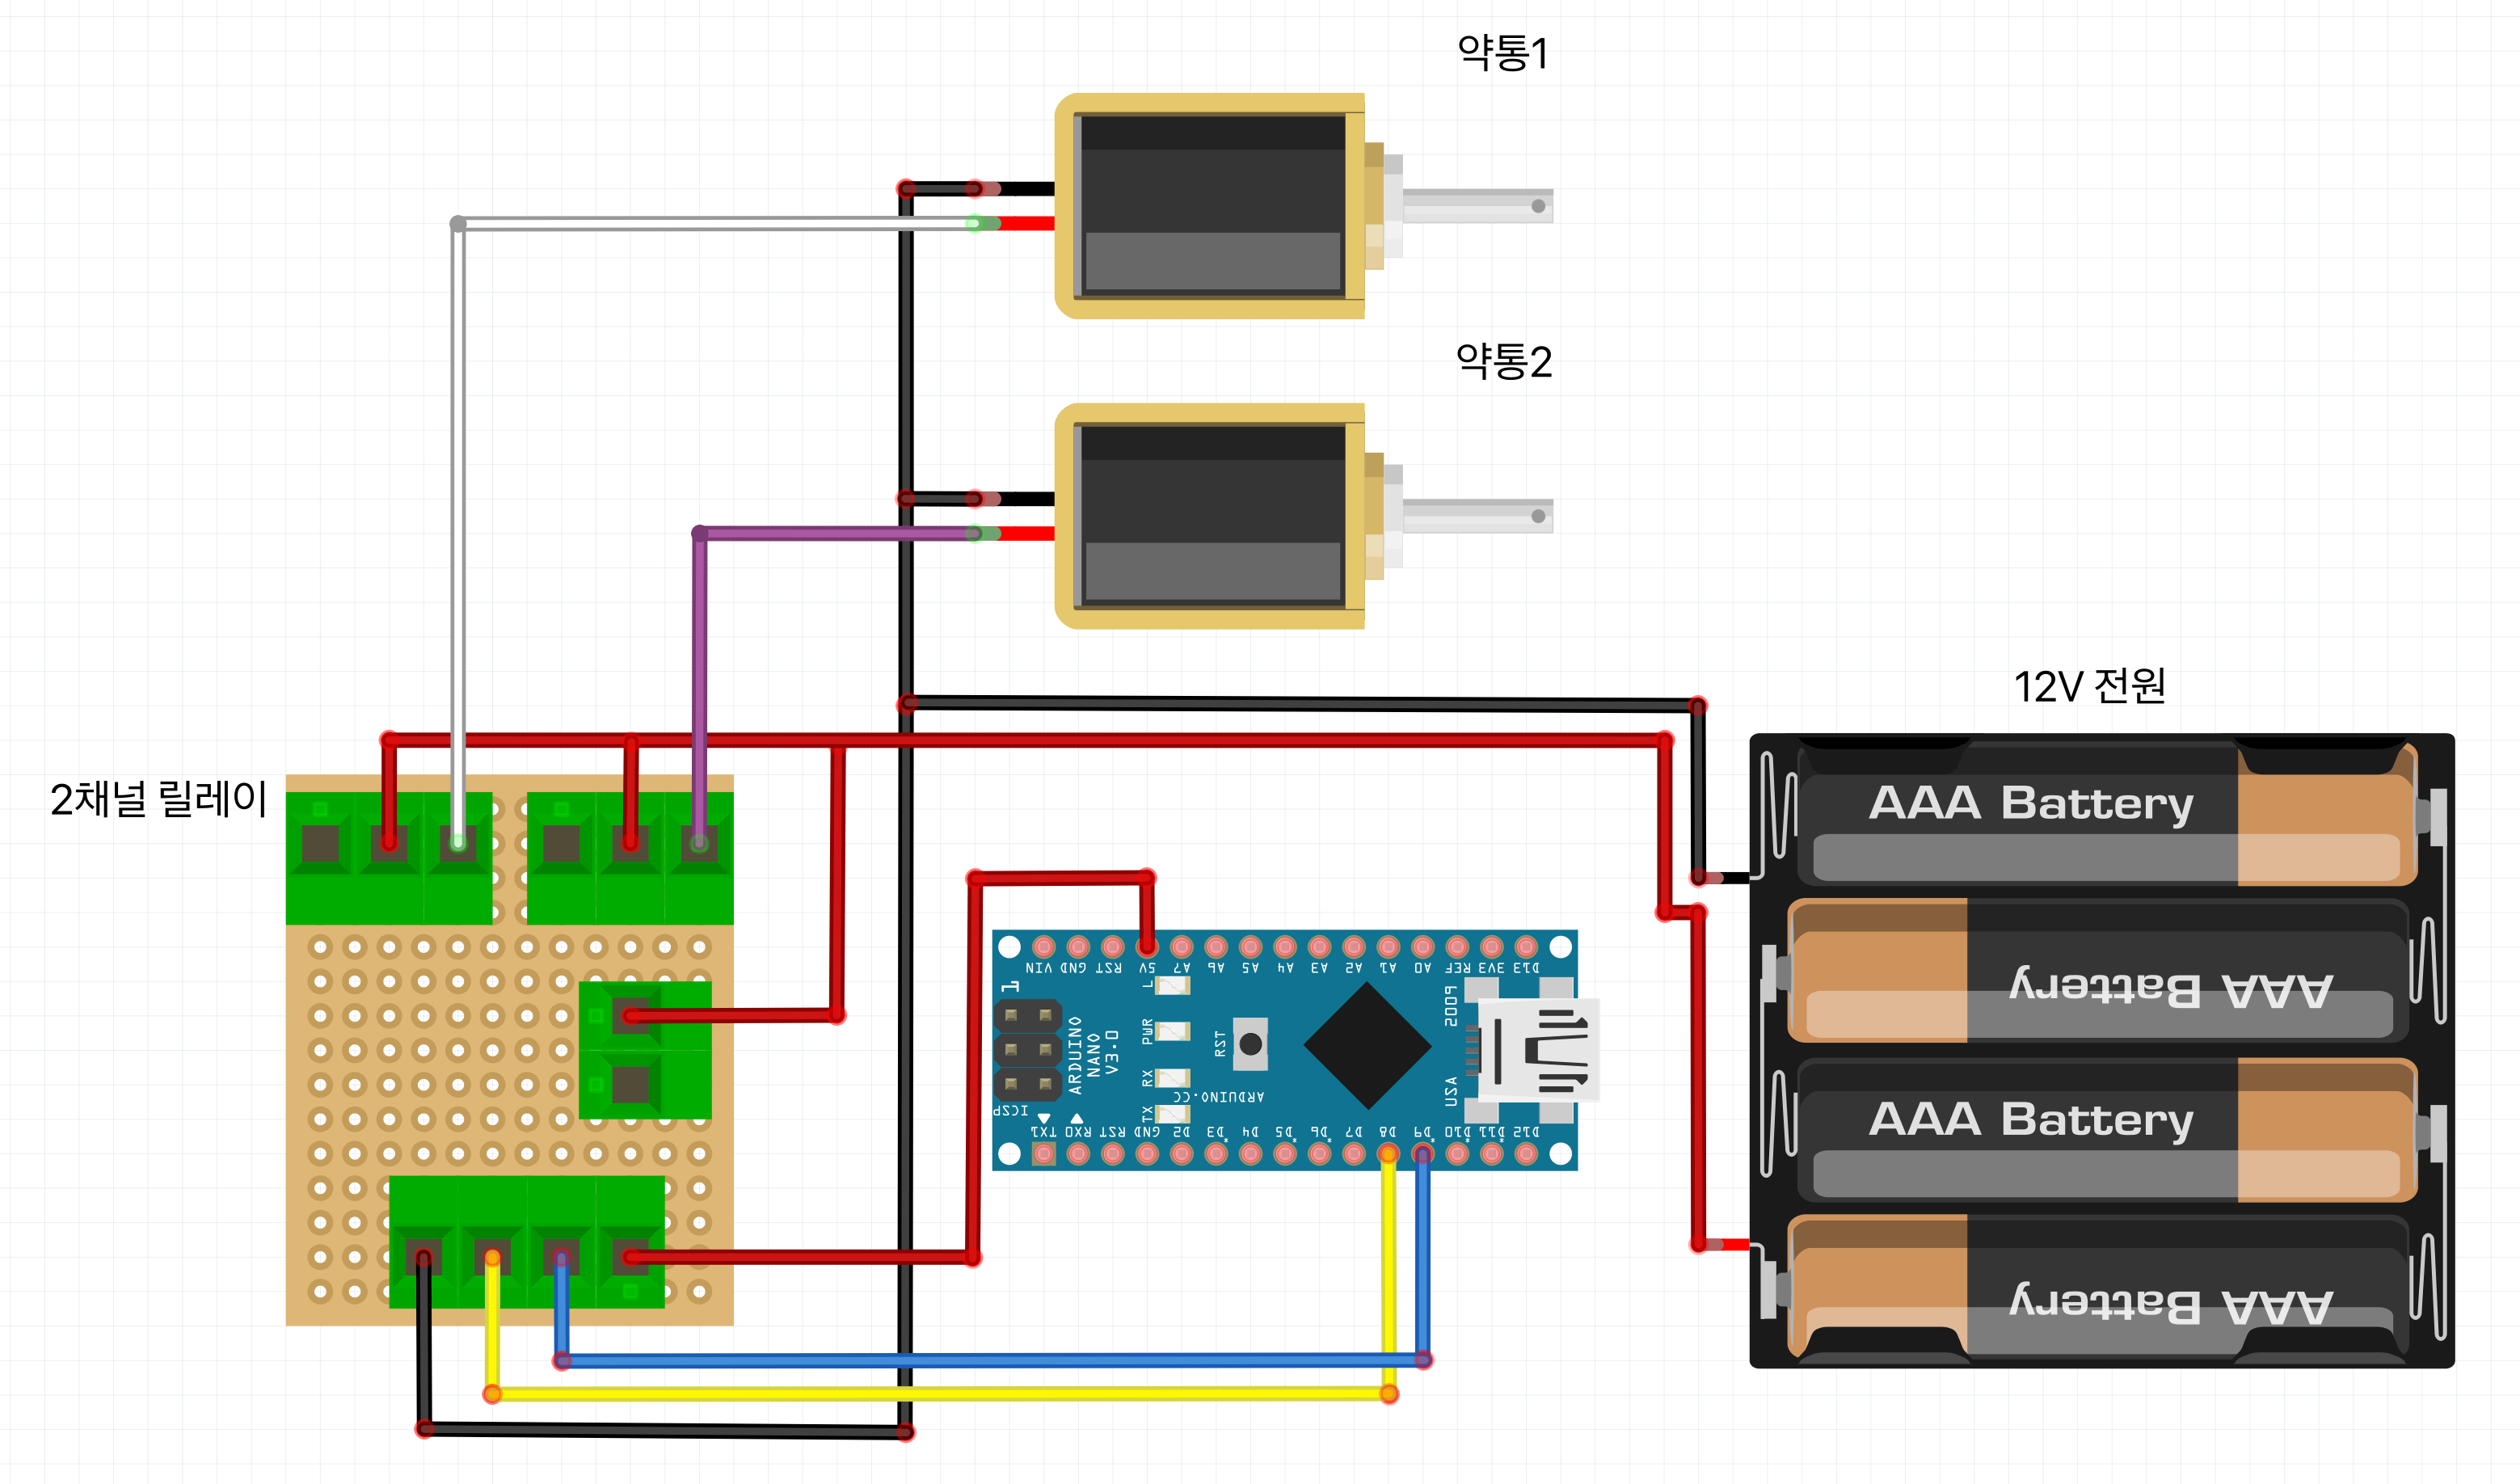 약통1
약통2
12V 전원
2채널 릴레이
AAA Battery
AAA Battery
AAA Battery
AAA Battery
VIN GND RST 5V A7 A6 A5 A4 A3 A2 A1 A0 REF 3V3 D13
1
L
PWR
RX
TX
ARDUINO
NANO
V3.0
RST
P005
USA
ARDUINO.CC
ICSP
TX1 RX0 RST GND D2 D3* D4 D5* D6* D7 D8 D9* D10* D11* D12